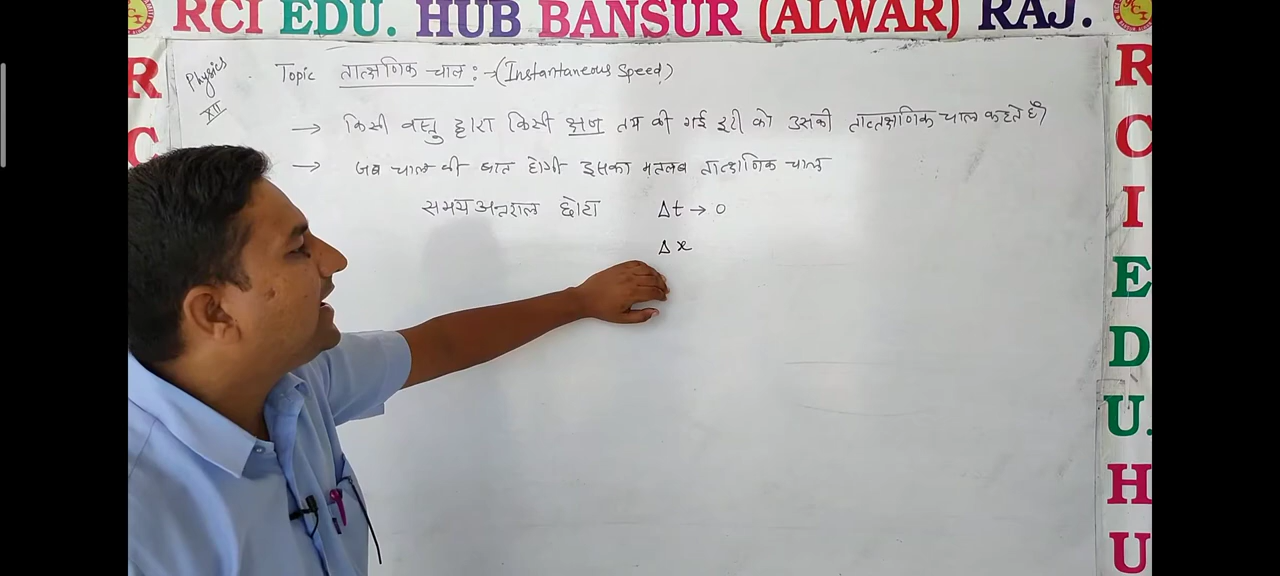 RCI EDU. HUB BANSUR (ALWAR) RAJ.
Physics
XII
Topic तात्क्षणिक चाल :→ (Instantaneous Speed)
→ किसी वस्तु द्वारा किसी क्षण तय की गई दूरी को उसकी तात्क्षणिक चाल कहते हैं
→ जब चाल की बात होगी इसका मतलब तात्क्षणिक चाल
समय अन्तराल छोटा Δt → 0
Δx
R
C
R
C
I
E
D
U.
H
U